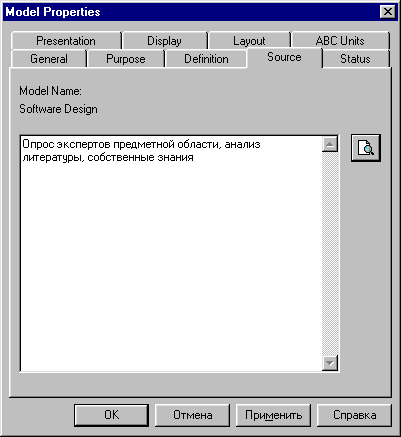 Model Properties
Presentation Display Layout ABC Units
General Purpose Definition Source Status
Model Name:
Software Design
Опрос экспертов предметной области, анализ
литературы, собственные знания
OK Отмена Применить Справка